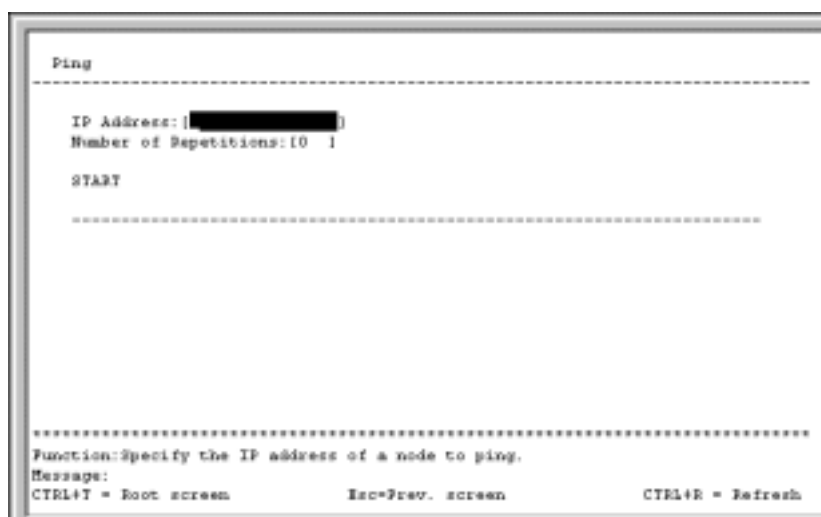 Ping
--------------------------------------------------------------------------------
IP Address:[               ]
Number of Repetitions:[0  ]
START
----------------------------------------------------------------------
********************************************************************************
Function:Specify the IP address of a node to ping.
Message:
CTRL+T = Root screen Esc=Prev. screen CTRL+R = Refresh